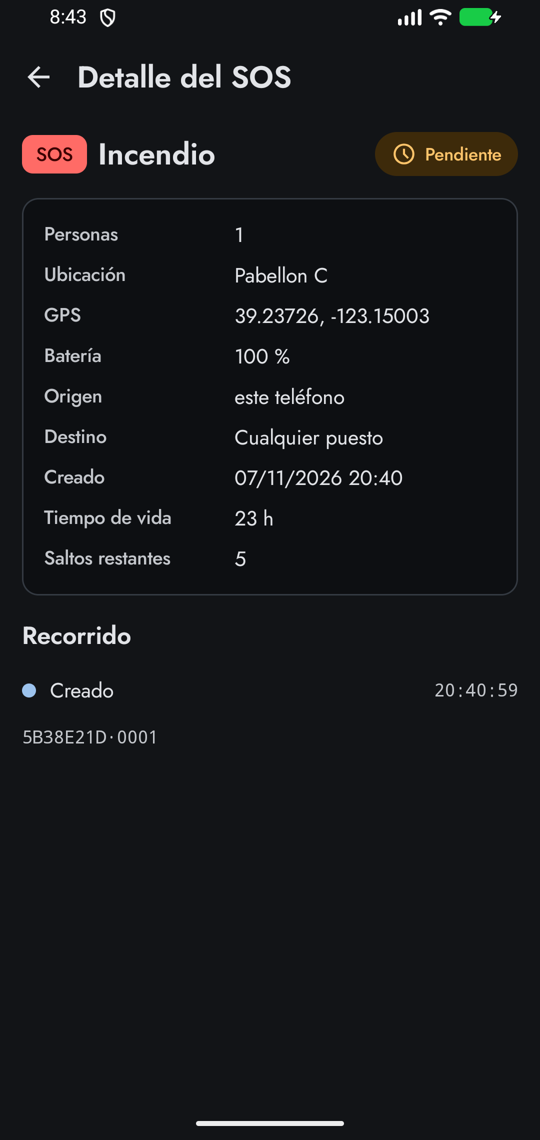 8:43
Detalle del SOS
SOS Incendio Pendiente
Personas 1
Ubicación Pabellon C
GPS 39.23726, -123.15003
Batería 100 %
Origen este teléfono
Destino Cualquier puesto
Creado 07/11/2026 20:40
Tiempo de vida 23 h
Saltos restantes 5
Recorrido
Creado 20:40:59
5B38E21D·0001